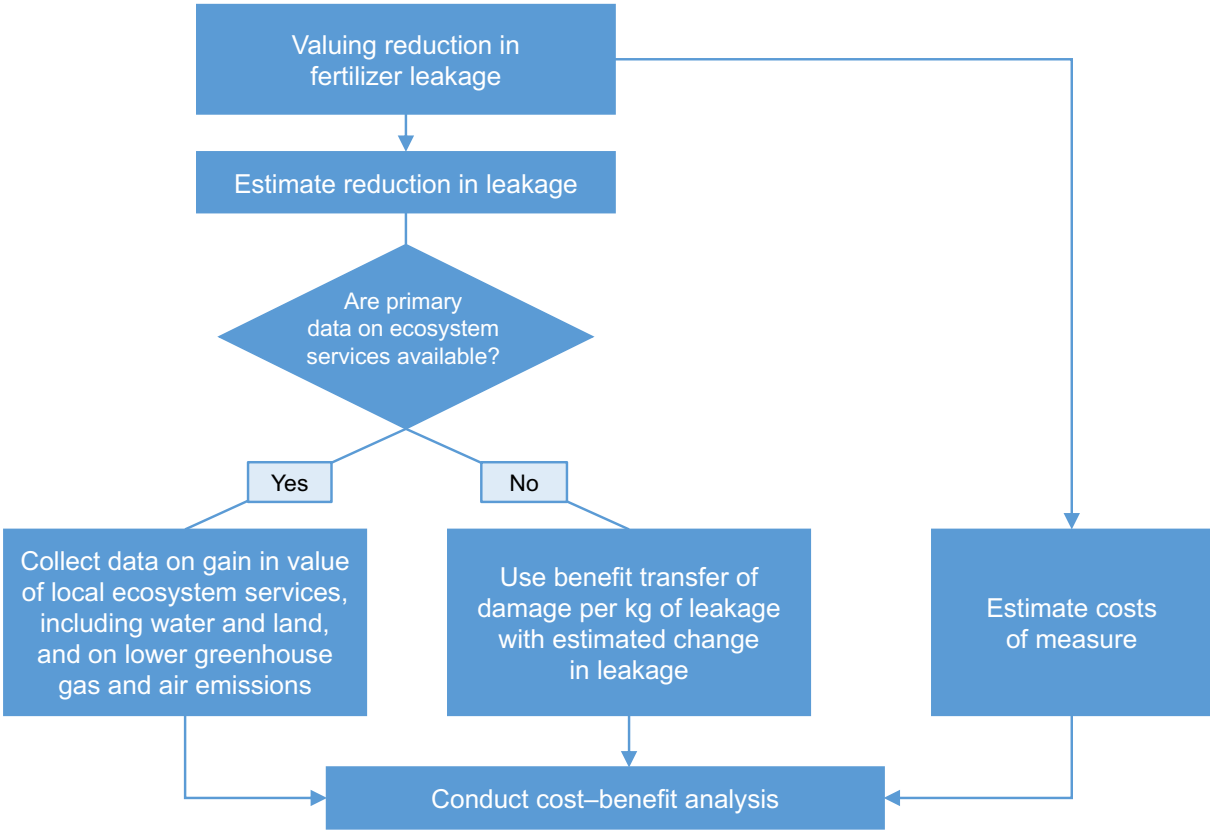 Valuing reduction in
fertilizer leakage
Estimate reduction in leakage
Are primary
data on ecosystem
services available?
Yes
No
Collect data on gain in value
of local ecosystem services,
including water and land,
and on lower greenhouse
gas and air emissions
Use benefit transfer of
damage per kg of leakage
with estimated change
in leakage
Estimate costs
of measure
Conduct cost–benefit analysis